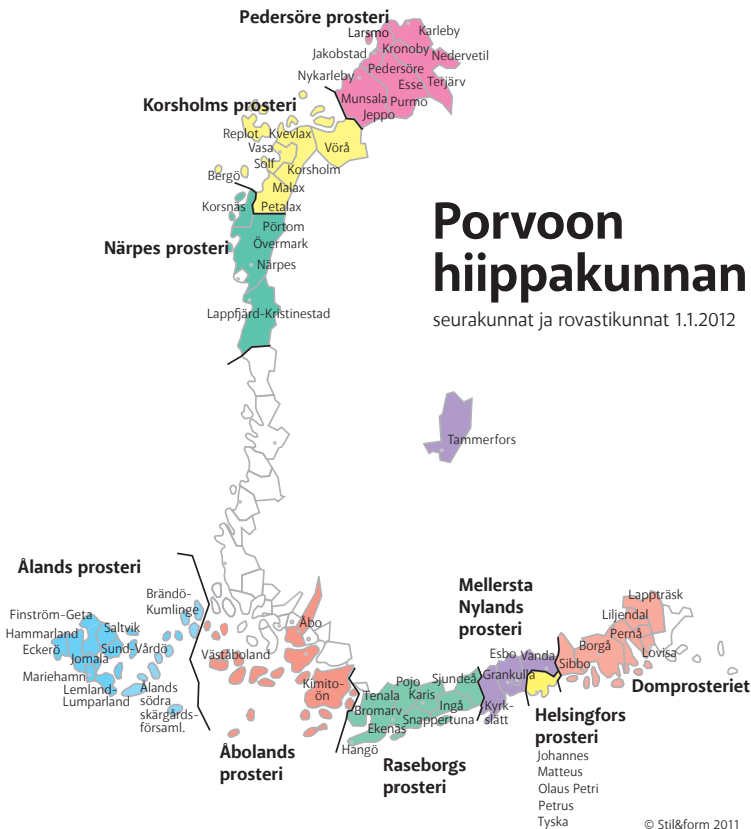 Pedersöre prosteri
Larsmo
Karleby
Jakobstad
Kronoby
Nedervetil
Nykarleby
Pedersöre
Esse
Terjärv
Munsala
Purmo
Jeppo
Korsholms prosteri
Replot
Kvevlax
Vasa
Vörå
Solf
Korsholm
Bergö
Malax
Korsnäs
Petalax
Pörtom
Närpes prosteri
Övermark
Närpes
Lappfjärd-Kristinestad
Porvoon
hiippakunnan
seurakunnat ja rovastikunnat 1.1.2012
Tammerfors
Ålands prosteri
Brändö-
Kumlinge
Finström-Geta
Saltvik
Hammarland
Eckerö
Sund-Vårdö
Jomala
Mariehamn
Lemland-
Lumparland
Ålands
södra
skärgårds-
församl.
Åbo
Väståboland
Kimito-
ön
Åbolands
prosteri
Pojo
Sjundeå
Tenala
Karis
Bromarv
Ingå
Ekenäs
Snappertuna
Hangö
Raseborgs
prosteri
Mellersta
Nylands
prosteri
Esbo
Vanda
Grankulla
Kyrk-
slätt
Helsingfors
prosteri
Johannes
Matteus
Olaus Petri
Petrus
Tyska
Lappträsk
Liljendal
Pernå
Borgå
Lovisa
Sibbo
Domprosteriet
© Stil&form 2011